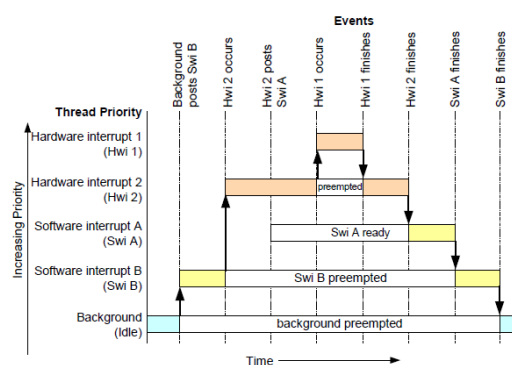 Events
Background
posts Swi B
Hwi 2 occurs
Hwi 2 posts
Swi A
Hwi 1 occurs
Hwi 1 finishes
Hwi 2 finishes
Swi A finishes
Swi B finishes
Thread Priority
Increasing Priority
Hardware interrupt 1
(Hwi 1)
Hardware interrupt 2
(Hwi 2)
preempted
Software interrupt A
(Swi A)
Swi A ready
Software interrupt B
(Swi B)
Swi B preempted
Background
(Idle)
background preempted
Time